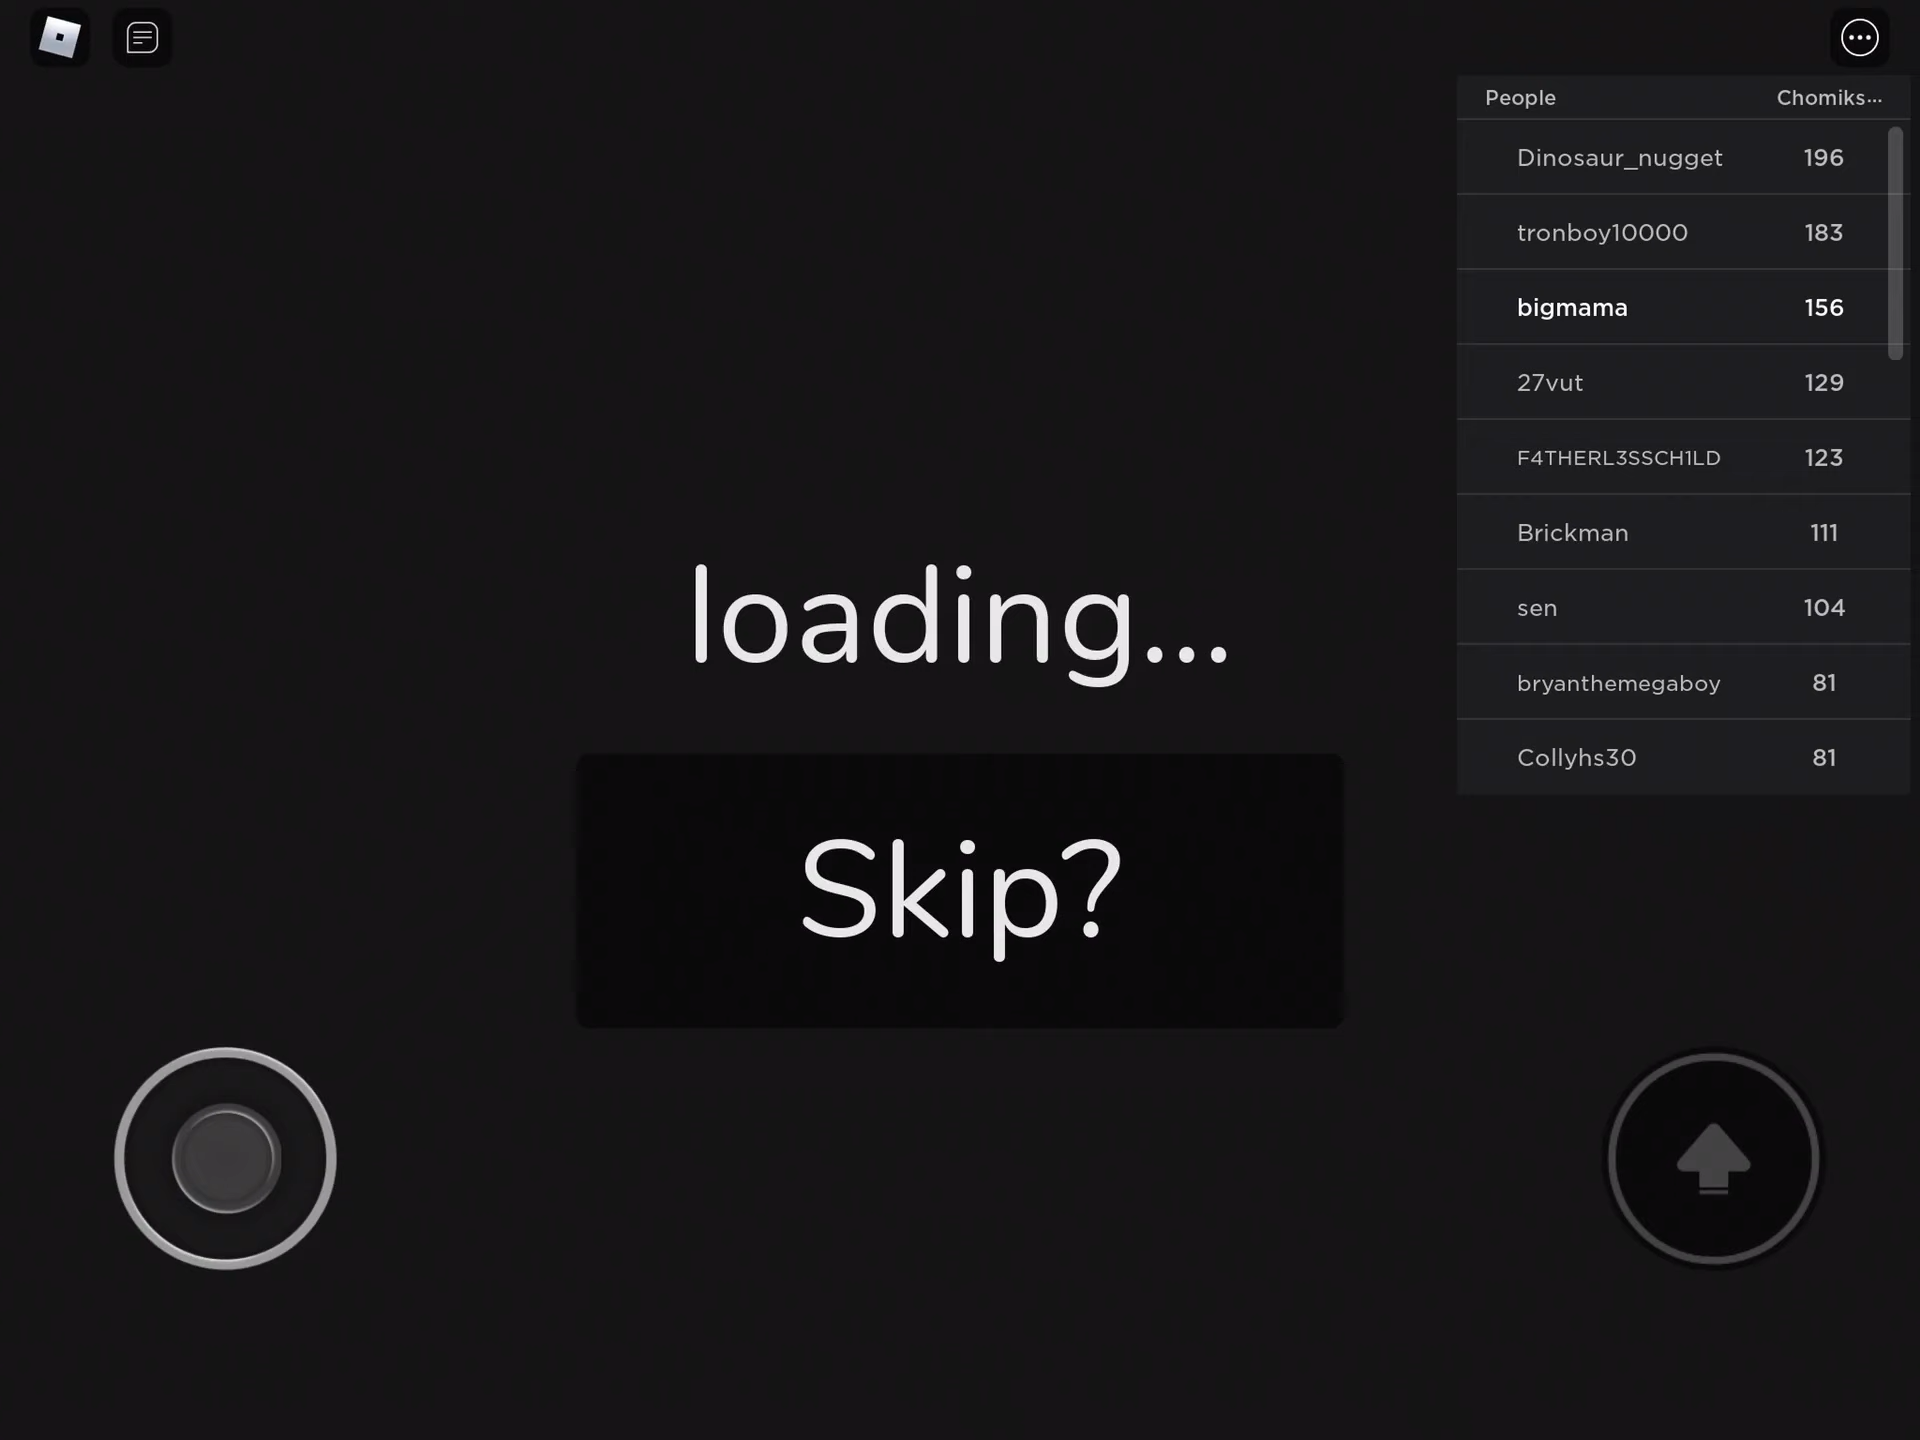 People Chomiks...
Dinosaur_nugget 196
tronboy10000 183
bigmama 156
27vut 129
F4THERL3SSCH1LD 123
Brickman 111
sen 104
bryanthemegaboy 81
Collyhs30 81
loading...
Skip?